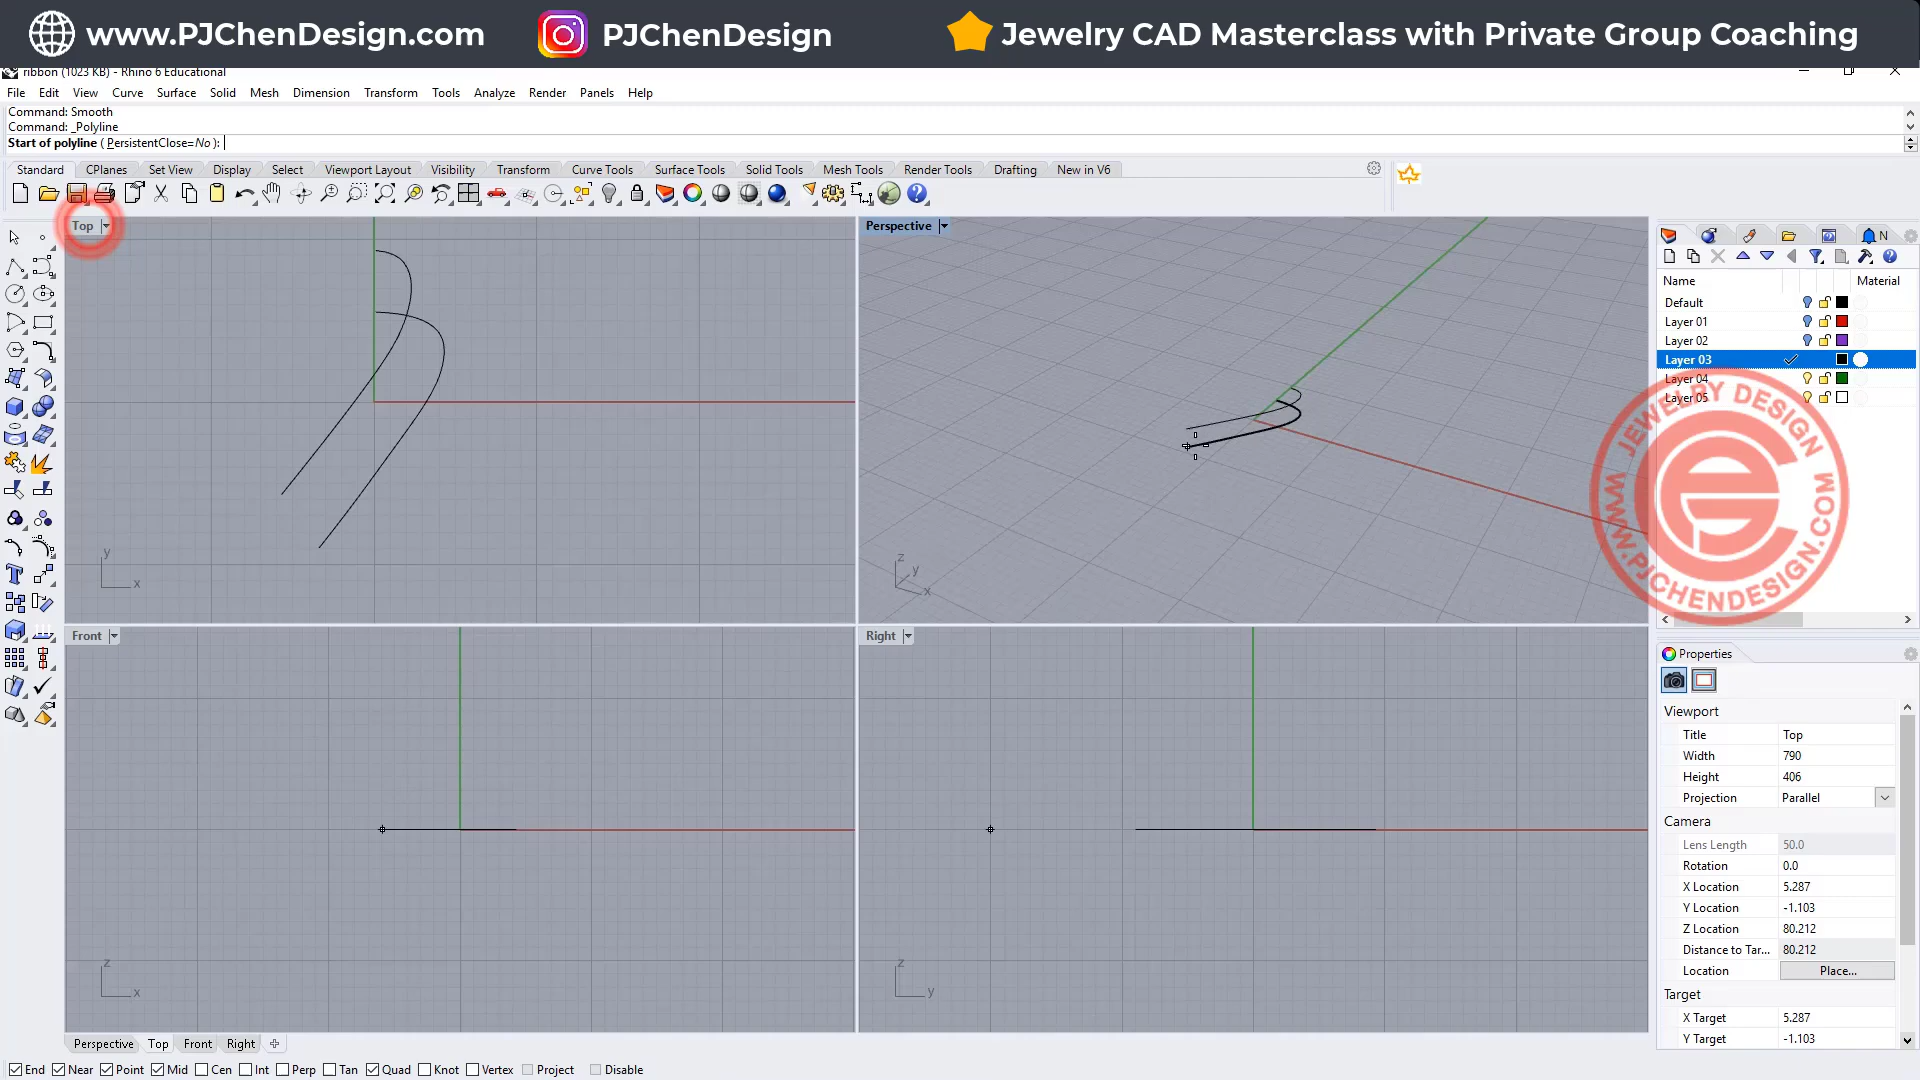 www.PJChenDesign.com PJChenDesign Jewelry CAD Masterclass with Private Group Coaching
ribbon (1023 KB) - Rhino 6 Educational
File Edit View Curve Surface Solid Mesh Dimension Transform Tools Analyze Render Panels Help
Command: Smooth
Command: _Polyline
Start of polyline ( PersistentClose=No ):
Standard CPlanes Set View Display Select Viewport Layout Visibility Transform Curve Tools Surface Tools Solid Tools Mesh Tools Render Tools Drafting New in V6
Top
Perspective
N
Name Material
Default
Layer 01
Layer 02
Layer 03
Layer 04
Layer 05
JEWELRY DESIGN
WWW.PJCHENDESIGN.COM
y
x
z
y
x
Front
Right
z
x
z
y
Properties
Viewport
Title Top
Width 790
Height 406
Projection Parallel
Camera
Lens Length 50.0
Rotation 0.0
X Location 5.287
Y Location -1.103
Z Location 80.212
Distance to Tar... 80.212
Location Place...
Target
X Target 5.287
Y Target -1.103
Perspective Top Front Right
End Near Point Mid Cen Int Perp Tan Quad Knot Vertex Project Disable